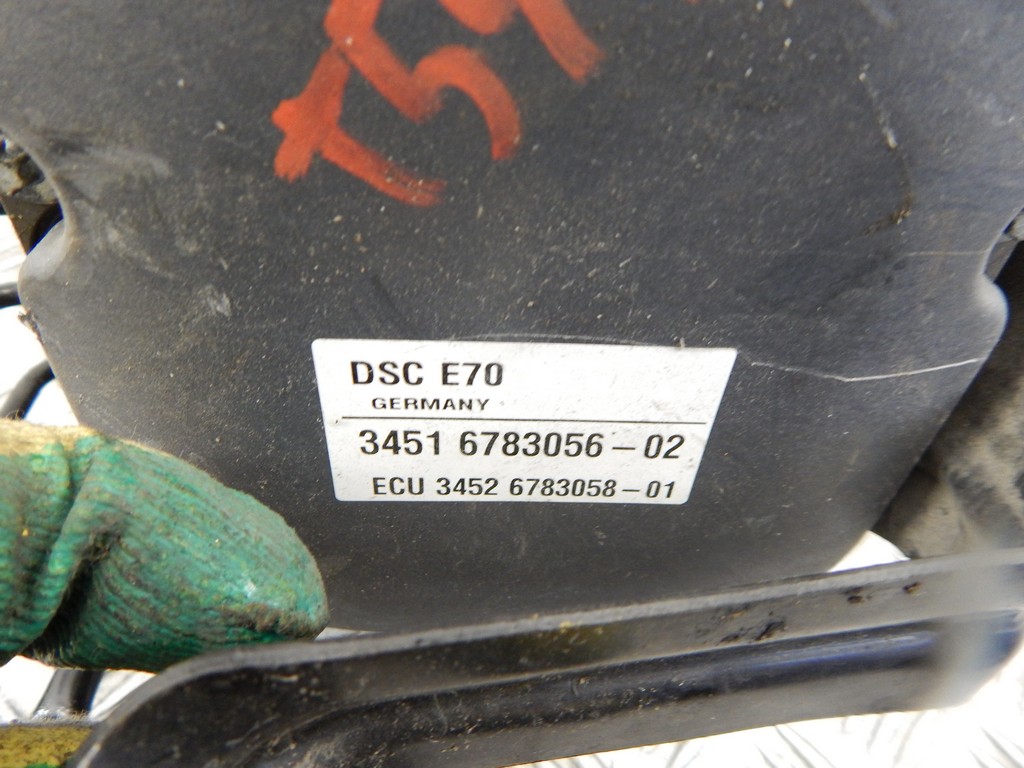 DSC E70
GERMANY
3451 6783056-02
ECU 3452 6783058-01